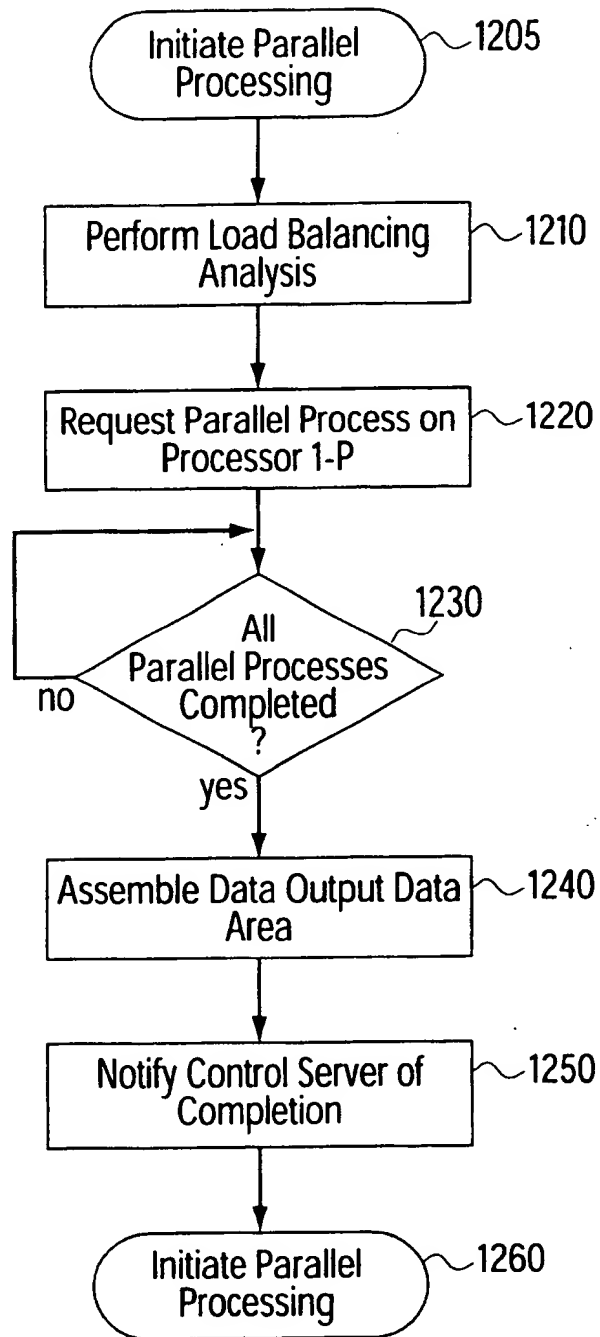 Initiate Parallel
Processing
1205
Perform Load Balancing
Analysis
1210
Request Parallel Process on
Processor 1-P
1220
All
Parallel Processes
Completed
?
1230
no
yes
Assemble Data Output Data
Area
1240
Notify Control Server of
Completion
1250
Initiate Parallel
Processing
1260